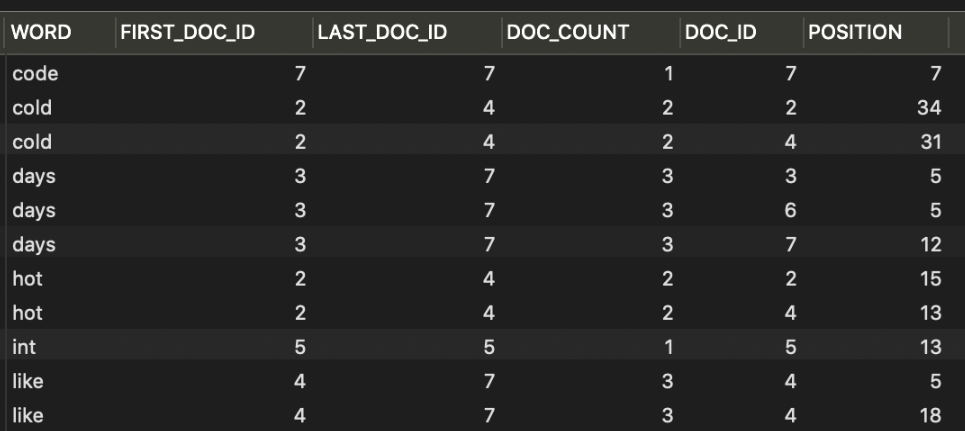 WORD FIRST_DOC_ID LAST_DOC_ID DOC_COUNT DOC_ID POSITION
code 7 7 1 7 7
cold 2 4 2 2 34
cold 2 4 2 4 31
days 3 7 3 3 5
days 3 7 3 6 5
days 3 7 3 7 12
hot 2 4 2 2 15
hot 2 4 2 4 13
int 5 5 1 5 13
like 4 7 3 4 5
like 4 7 3 4 18